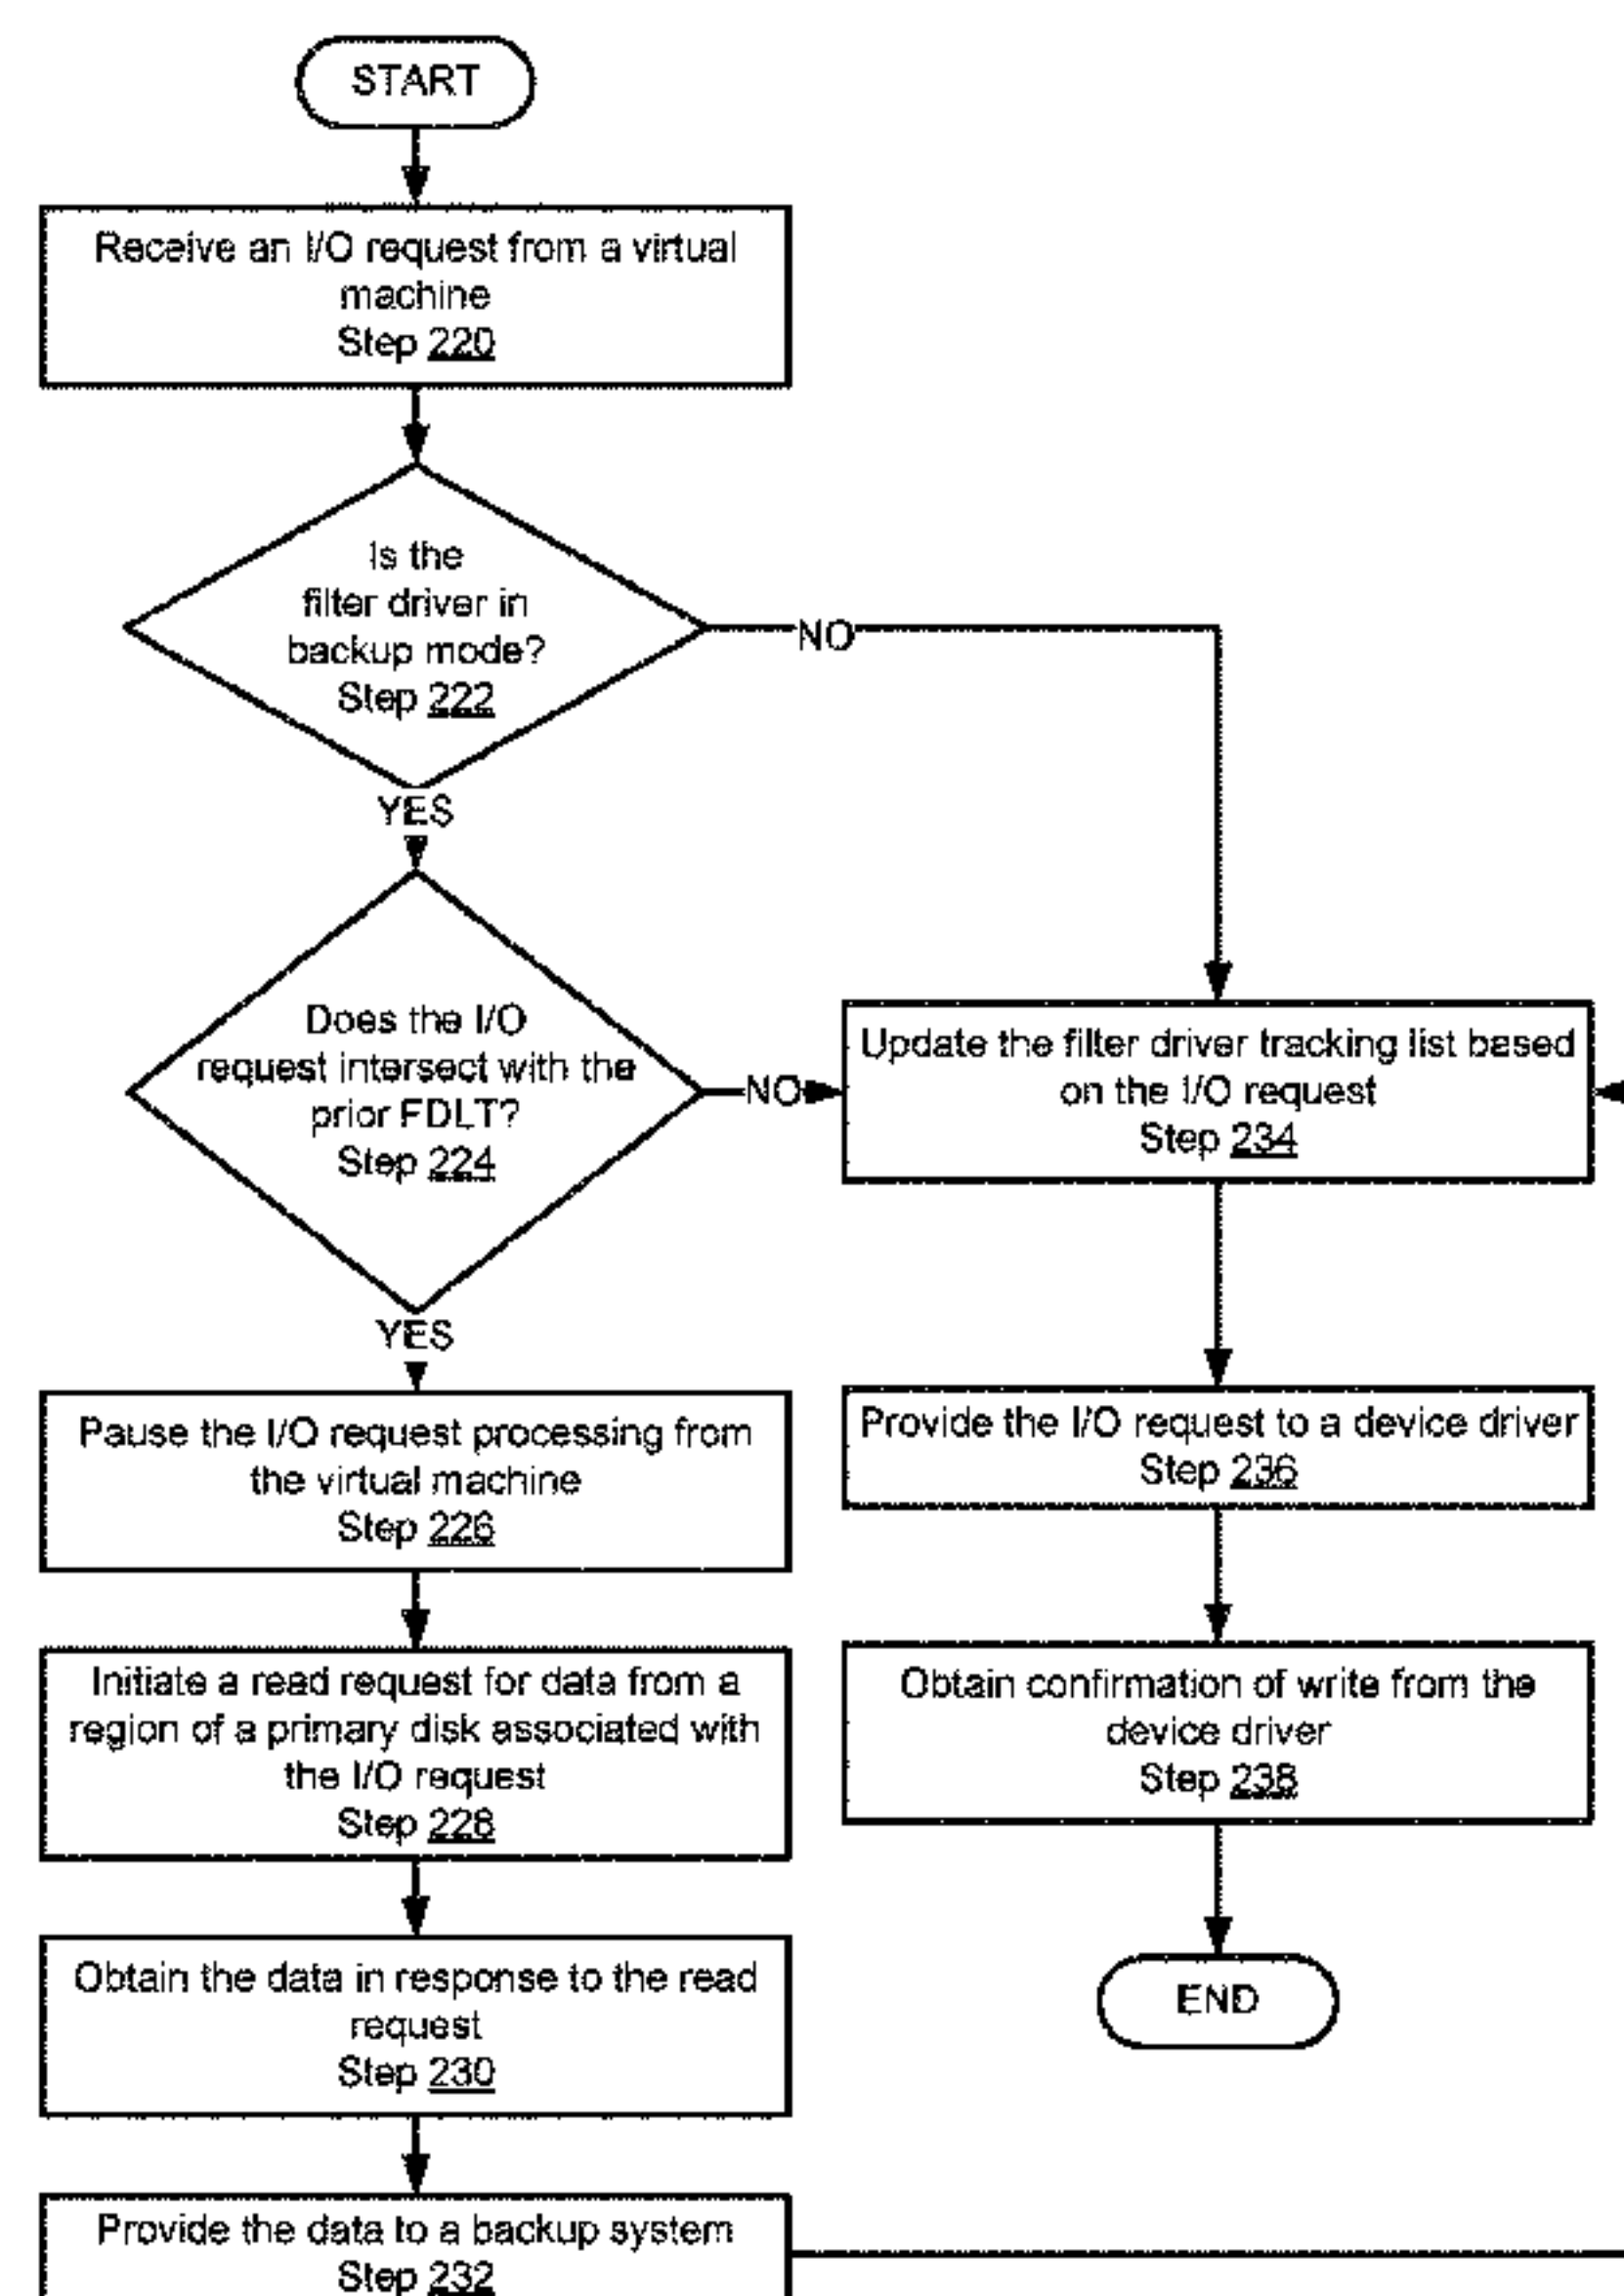 START
Receive an I/O request from a virtual
machine
Step 220
Is the
filter driver in
backup mode?
Step 222
NO
YES
Does the I/O
request intersect with the
prior FDLT?
Step 224
NO
YES
Update the filter driver tracking list based
on the I/O request
Step 234
Pause the I/O request processing from
the virtual machine
Step 226
Provide the I/O request to a device driver
Step 236
Initiate a read request for data from a
region of a primary disk associated with
the I/O request
Step 228
Obtain confirmation of write from the
device driver
Step 238
Obtain the data in response to the read
request
Step 230
END
Provide the data to a backup system
Step 232